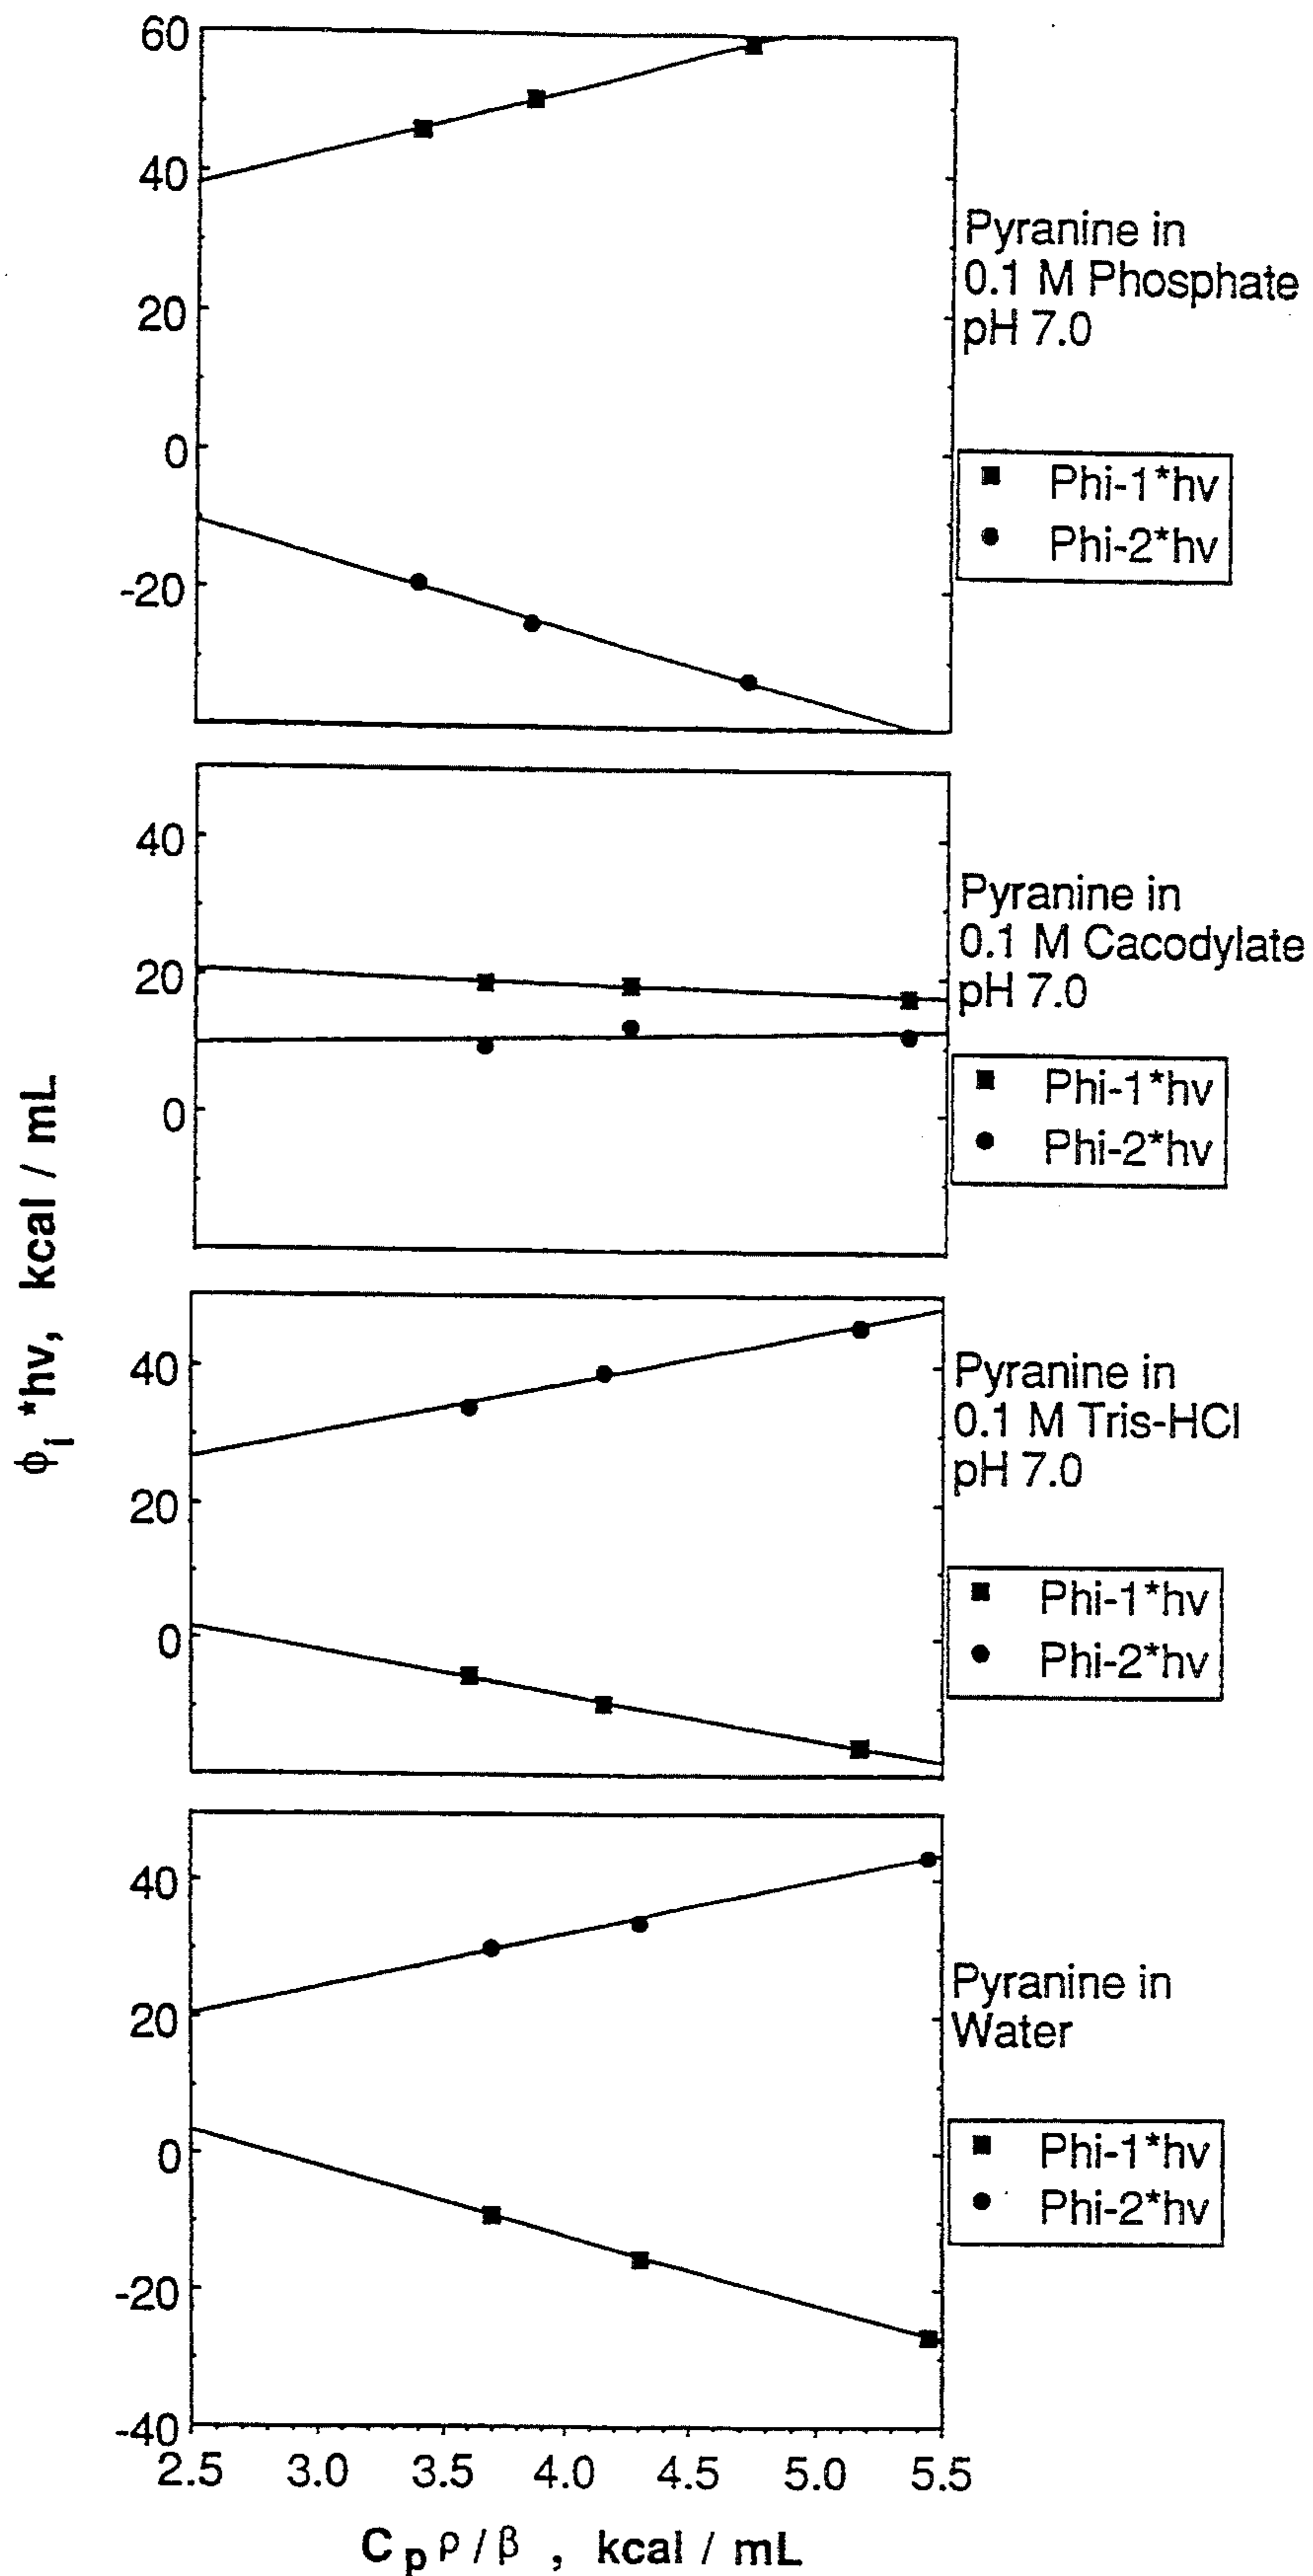 60
40
20
0
-20
Pyranine in
0.1 M Phosphate
pH 7.0
Phi-1*hv
Phi-2*hv
40
20
0
Pyranine in
0.1 M Cacodylate
pH 7.0
Phi-1*hv
Phi-2*hv
ϕi *hv, kcal / mL
40
20
0
Pyranine in
0.1 M Tris-HCl
pH 7.0
Phi-1*hv
Phi-2*hv
40
20
0
-20
-40
Pyranine in
Water
Phi-1*hv
Phi-2*hv
2.5 3.0 3.5 4.0 4.5 5.0 5.5
Cp ρ / β , kcal / mL